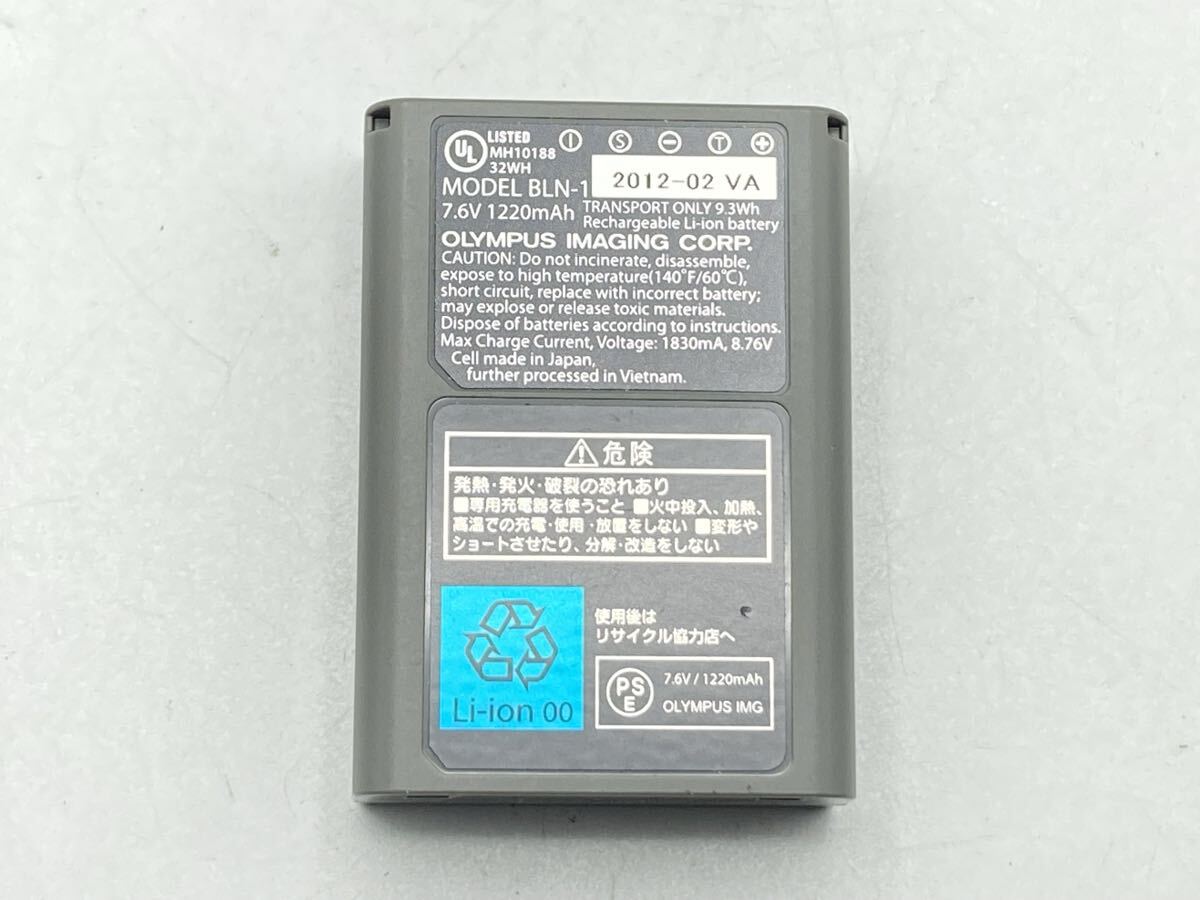 UL LISTED
MH10188
32WH
I S − T +
MODEL BLN-1
2012-02 VA
7.6V 1220mAh
TRANSPORT ONLY 9.3Wh
Rechargeable Li-ion battery
OLYMPUS IMAGING CORP.
CAUTION: Do not incinerate, disassemble,
expose to high temperature(140°F/60℃),
short circuit, replace with incorrect battery;
may explode or release toxic materials.
Dispose of batteries according to instructions.
Max Charge Current, Voltage: 1830mA, 8.76V
Cell made in Japan,
further processed in Vietnam.
⚠危険
発熱・発火・破裂の恐れあり
■専用充電器を使うこと ■火中投入、加熱、
高温での充電・使用・放置をしない ■変形や
ショートさせたり、分解・改造をしない
Li-ion 00
使用後は
リサイクル協力店へ
PS
E
7.6V / 1220mAh
OLYMPUS IMG